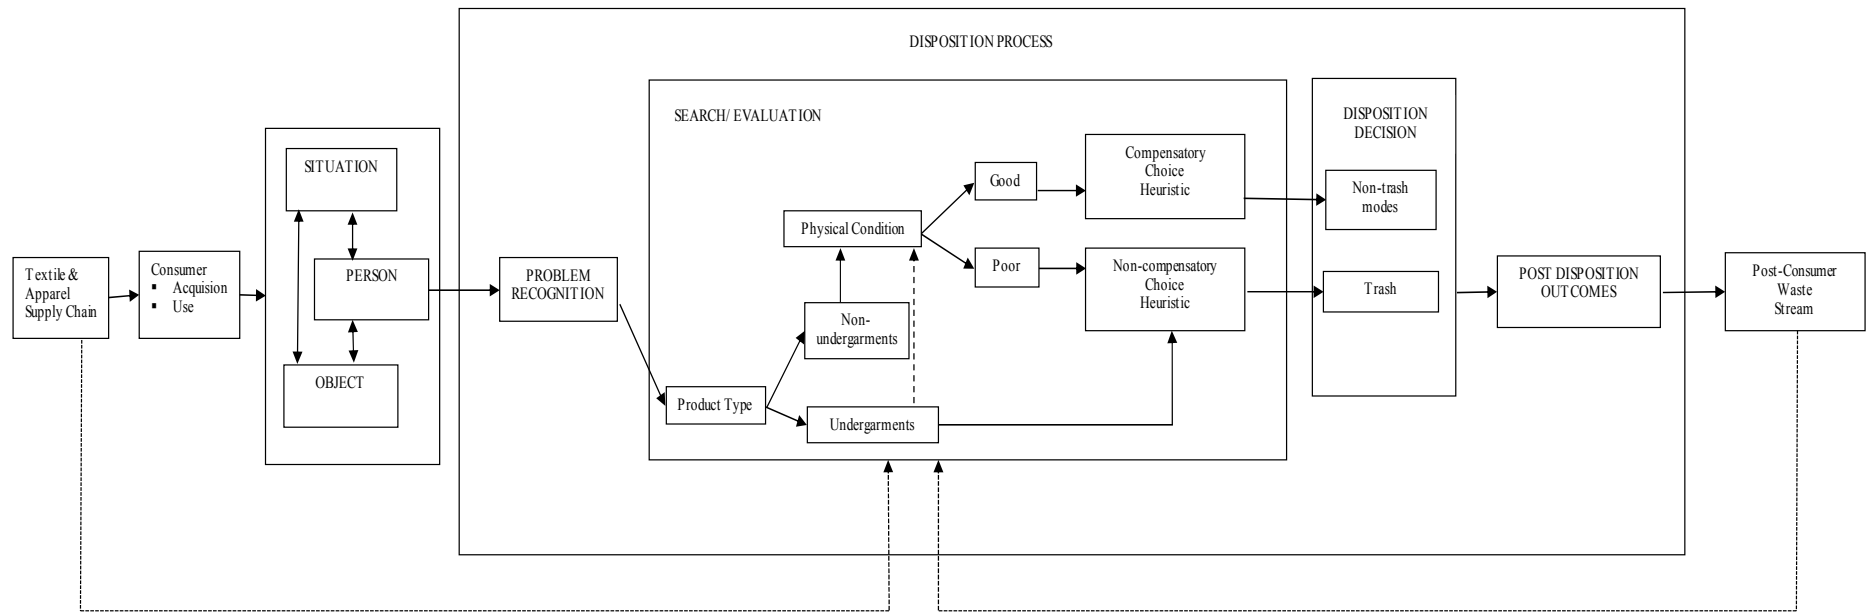 DISPOSITION PROCESS
SEARCH/ EVALUATION
DISPOSITION
DECISION
SITUATION
PERSON
OBJECT
Textile &
Apparel
Supply Chain
Consumer
▪ Acquision
▪ Use
PROBLEM
RECOGNITION
Product Type
Non-
undergarments
Undergarments
Physical Condition
Good
Poor
Compensatory
Choice
Heuristic
Non-compensatory
Choice
Heuristic
Non-trash
modes
Trash
POST DISPOSITION
OUTCOMES
Post-Consumer
Waste
Stream